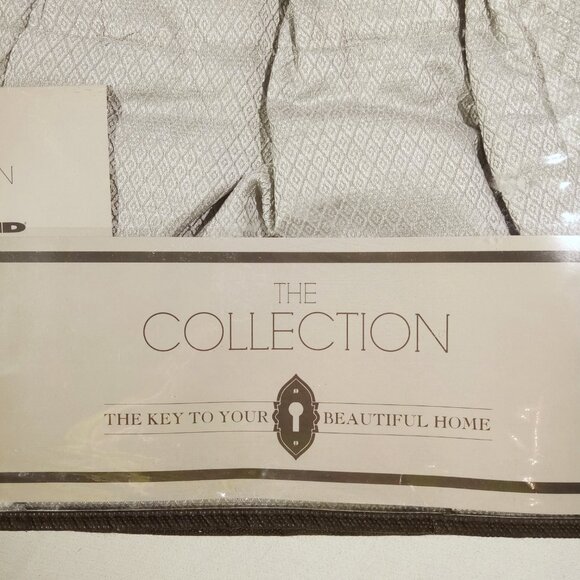 N
THE
COLLECTION
THE KEY TO YOUR BEAUTIFUL HOME